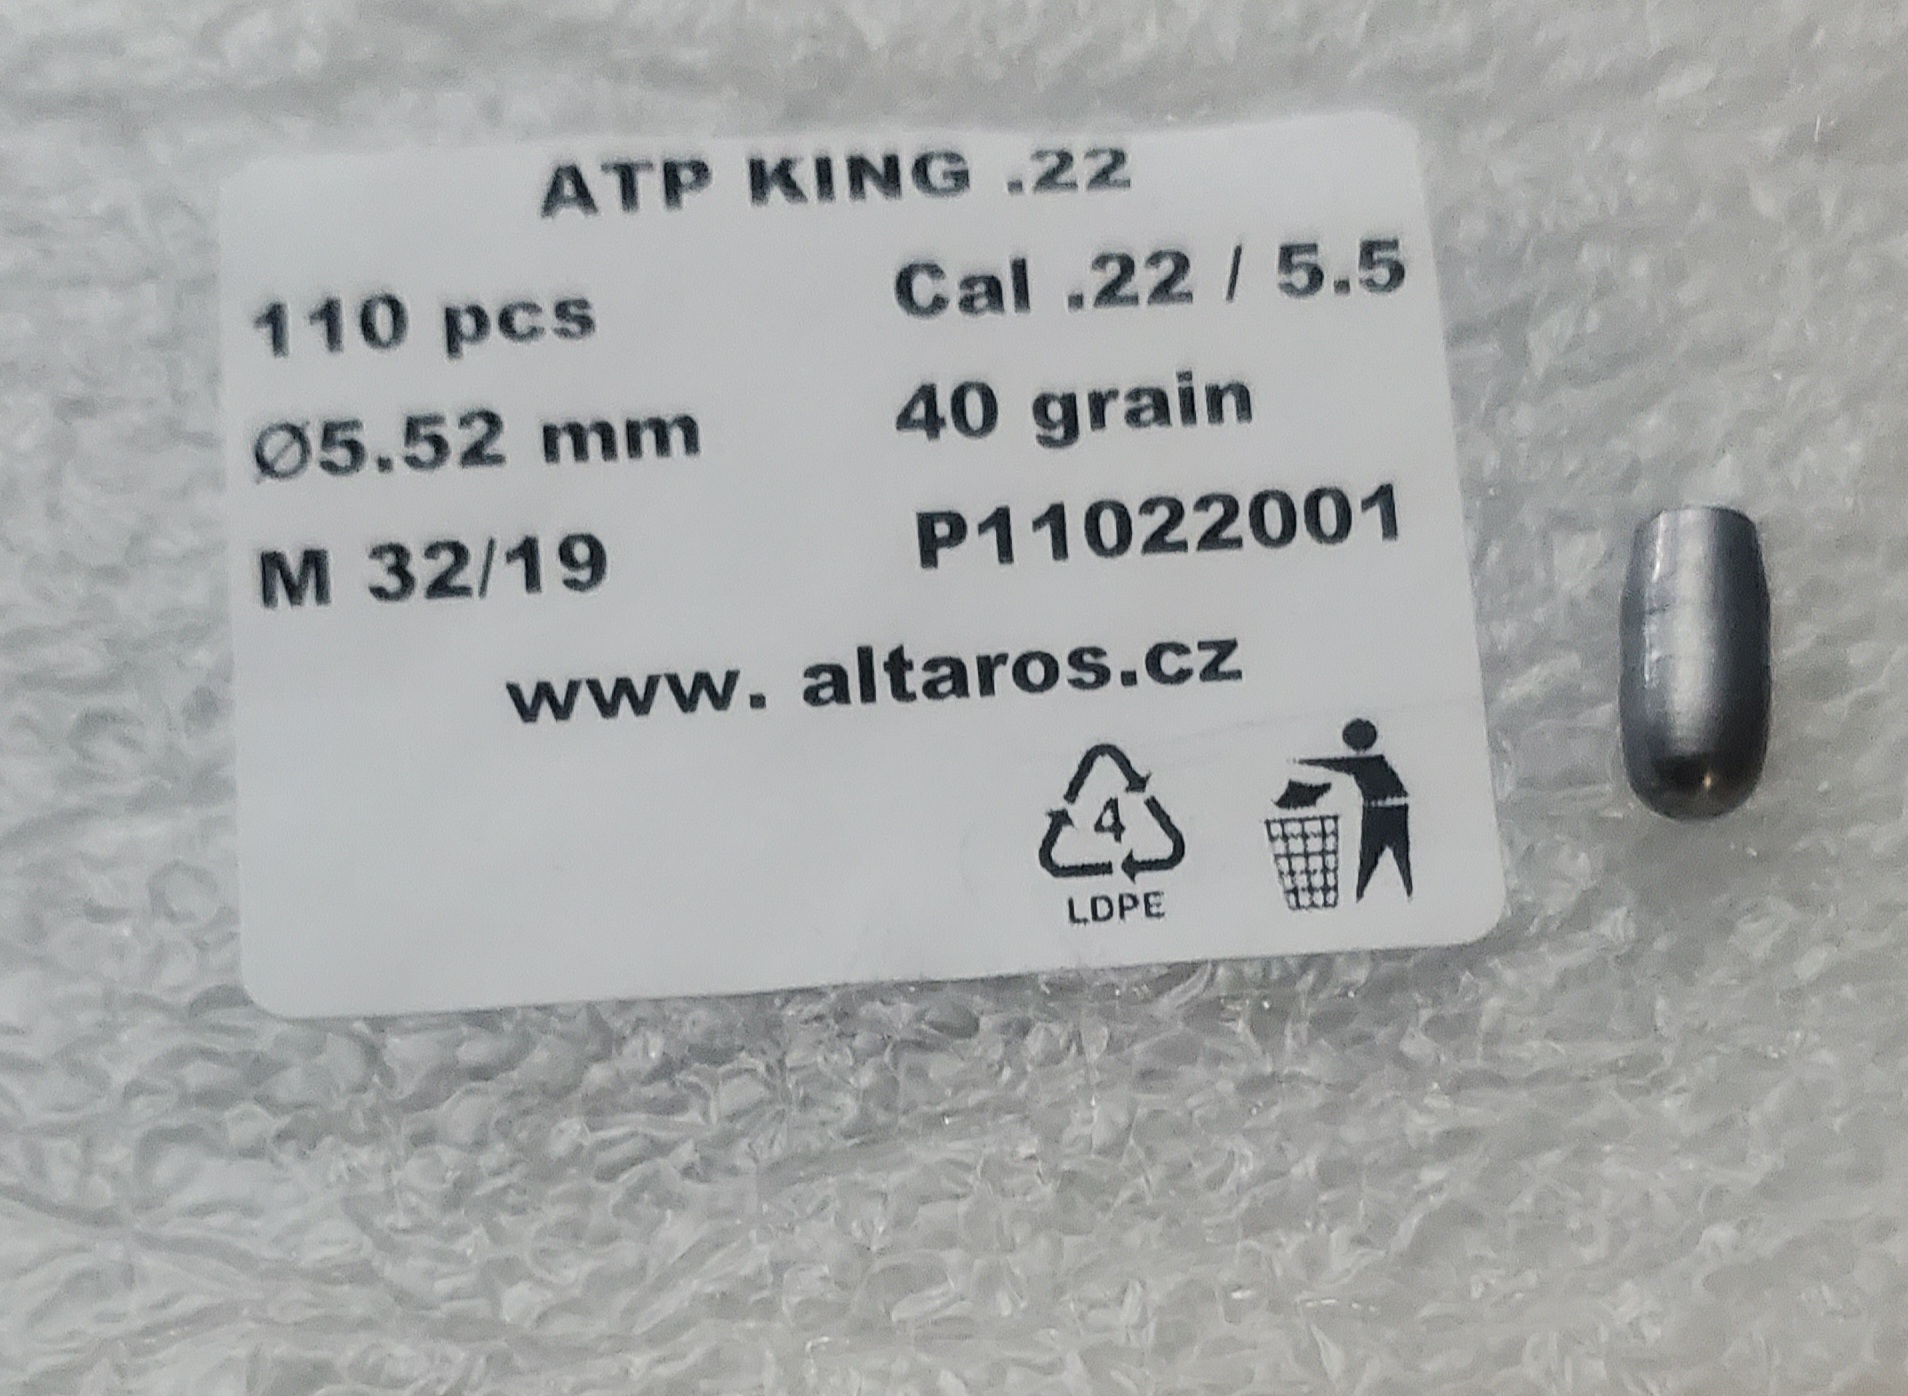 ATP KING .22
110 pcs Cal .22 / 5.5
Ø5.52 mm 40 grain
M 32/19 P11022001
www. altaros.cz
4
LDPE